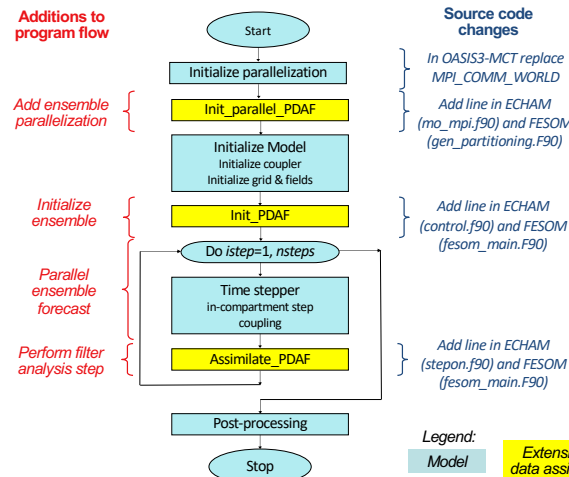 Additions to
program flow
Source code
changes
Start
Initialize parallelization
In OASIS3-MCT replace
MPI_COMM_WORLD
Add ensemble
parallelization
Init_parallel_PDAF
Add line in ECHAM
(mo_mpi.f90) and FESOM
(gen_partitioning.F90)
Initialize Model
Initialize coupler
Initialize grid & fields
Initialize
ensemble
Init_PDAF
Add line in ECHAM
(control.f90) and FESOM
(fesom_main.F90)
Do istep=1, nsteps
Parallel
ensemble
forecast
Time stepper
in-compartment step
coupling
Perform filter
analysis step
Assimilate_PDAF
Add line in ECHAM
(stepon.f90) and FESOM
(fesom_main.F90)
Post-processing
Stop
Legend:
Model
Extensi
data assi